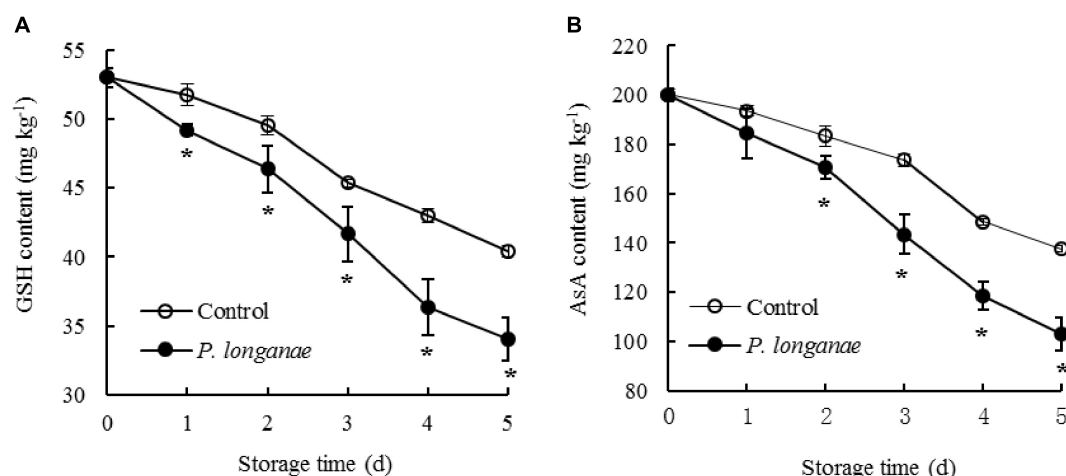 A
55
50
45
40
35
30
GSH content (mg kg⁻¹)
Control
P. longanae
*
*
*
*
*
0 1 2 3 4 5
Storage time (d)
B
220
200
180
160
140
120
100
80
AsA content (mg kg⁻¹)
Control
P. longanae
*
*
*
*
0 1 2 3 4 5
Storage time (d)